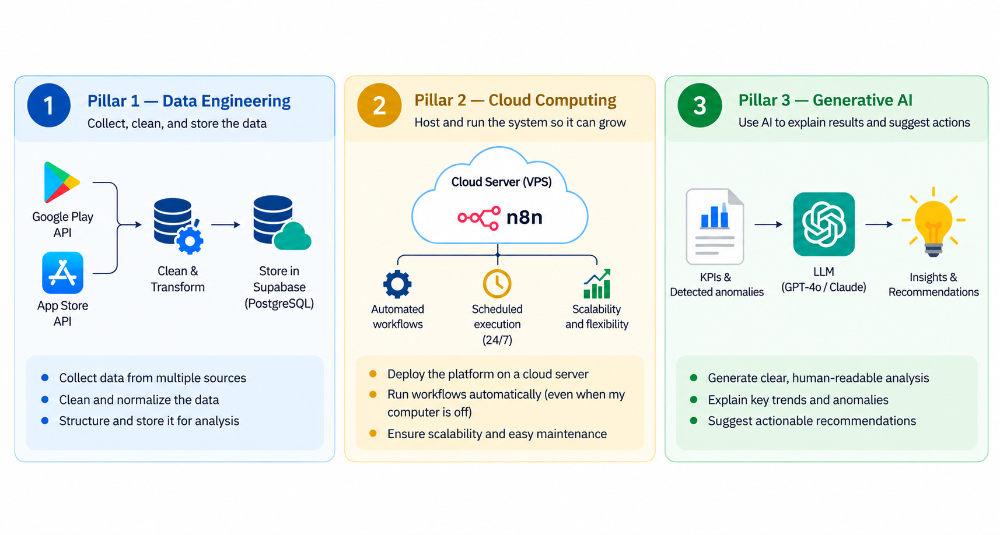 1
Pillar 1 — Data Engineering
Collect, clean, and store the data
Google Play
API
App Store
API
Clean &
Transform
Store in
Supabase
(PostgreSQL)
Collect data from multiple sources
Clean and normalize the data
Structure and store it for analysis
2
Pillar 2 — Cloud Computing
Host and run the system so it can grow
Cloud Server (VPS)
n8n
Automated
workflows
Scheduled
execution
(24/7)
Scalability
and flexibility
Deploy the platform on a cloud server
Run workflows automatically (even when my
computer is off)
Ensure scalability and easy maintenance
3
Pillar 3 — Generative AI
Use AI to explain results and suggest actions
KPIs &
Detected anomalies
LLM
(GPT-4o / Claude)
Insights &
Recommendations
Generate clear, human-readable analysis
Explain key trends and anomalies
Suggest actionable recommendations